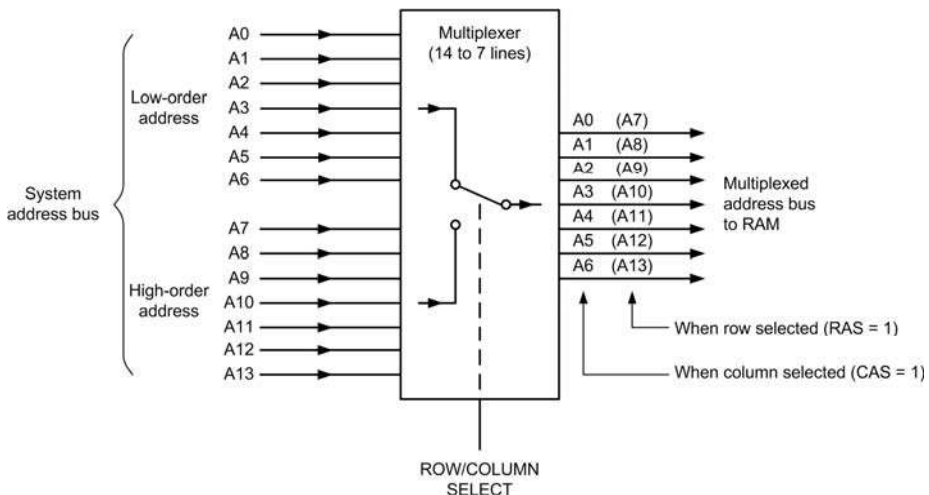 System
address bus
Low-order
address
High-order
address
A0
A1
A2
A3
A4
A5
A6
A7
A8
A9
A10
A11
A12
A13
Multiplexer
(14 to 7 lines)
A0 (A7)
A1 (A8)
A2 (A9)
A3 (A10)
A4 (A11)
A5 (A12)
A6 (A13)
Multiplexed
address bus
to RAM
When row selected (RAS = 1)
When column selected (CAS = 1)
ROW/COLUMN
SELECT